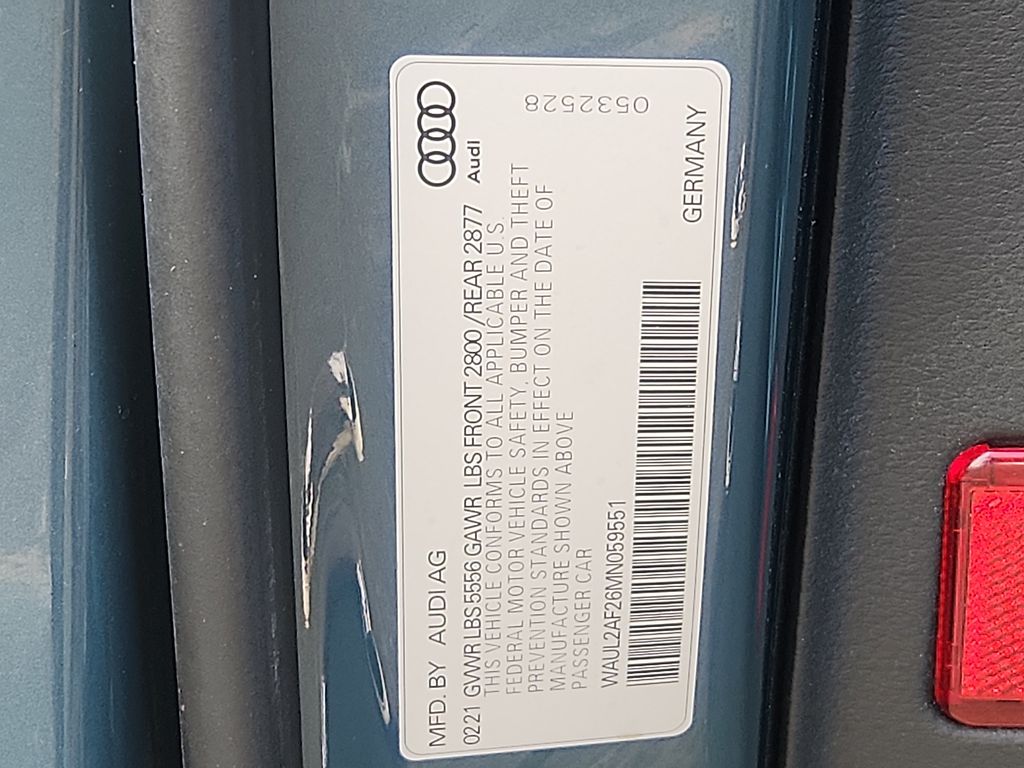 MFD. BY AUDI AG
0221 GVWR LBS 5556 GAWR LBS FRONT 2800 / REAR 2877
THIS VEHICLE CONFORMS TO ALL APPLICABLE U S.
FEDERAL MOTOR VEHICLE SAFETY, BUMPER AND THEFT
PREVENTION STANDARDS IN EFFECT ON THE DATE OF
MANUFACTURE SHOWN ABOVE
PASSENGER CAR
WAUL2AF26MN059551
Audi
0532528
GERMANY